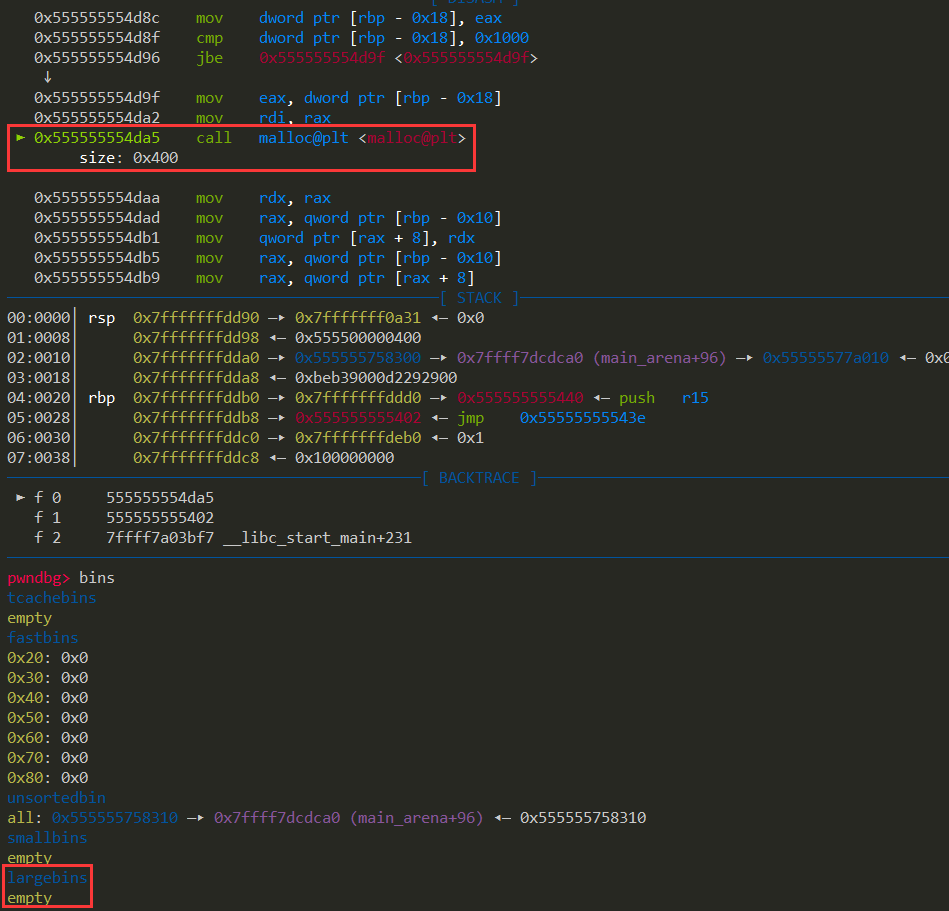 [ DISASM ]
0x555555554d8c mov dword ptr [rbp - 0x18], eax
0x555555554d8f cmp dword ptr [rbp - 0x18], 0x1000
0x555555554d96 jbe 0x555555554d9f <0x555555554d9f>
↓
0x555555554d9f mov eax, dword ptr [rbp - 0x18]
0x555555554da2 mov rdi, rax
► 0x555555554da5 call malloc@plt <malloc@plt>
size: 0x400
0x555555554daa mov rdx, rax
0x555555554dad mov rax, qword ptr [rbp - 0x10]
0x555555554db1 mov qword ptr [rax + 8], rdx
0x555555554db5 mov rax, qword ptr [rbp - 0x10]
0x555555554db9 mov rax, qword ptr [rax + 8]
[ STACK ]
00:0000│ rsp 0x7fffffffdd90 —▸ 0x7fffffff0a31 ◂— 0x0
01:0008│ 0x7fffffffdd98 ◂— 0x555500000400
02:0010│ 0x7fffffffdda0 —▸ 0x555555758300 —▸ 0x7ffff7dcdca0 (main_arena+96) —▸ 0x55555577a010 ◂— 0x0
03:0018│ 0x7fffffffdda8 ◂— 0xbeb39000d2292900
04:0020│ rbp 0x7fffffffddb0 —▸ 0x7fffffffddd0 —▸ 0x555555555440 ◂— push r15
05:0028│ 0x7fffffffddb8 —▸ 0x555555555402 ◂— jmp 0x55555555543e
06:0030│ 0x7fffffffddc0 —▸ 0x7fffffffdeb0 ◂— 0x1
07:0038│ 0x7fffffffddc8 ◂— 0x100000000
[ BACKTRACE ]
► f 0 555555554da5
f 1 555555555402
f 2 7ffff7a03bf7 __libc_start_main+231
pwndbg> bins
tcachebins
empty
fastbins
0x20: 0x0
0x30: 0x0
0x40: 0x0
0x50: 0x0
0x60: 0x0
0x70: 0x0
0x80: 0x0
unsortedbin
all: 0x555555758310 —▸ 0x7ffff7dcdca0 (main_arena+96) ◂— 0x555555758310
smallbins
empty
largebins
empty